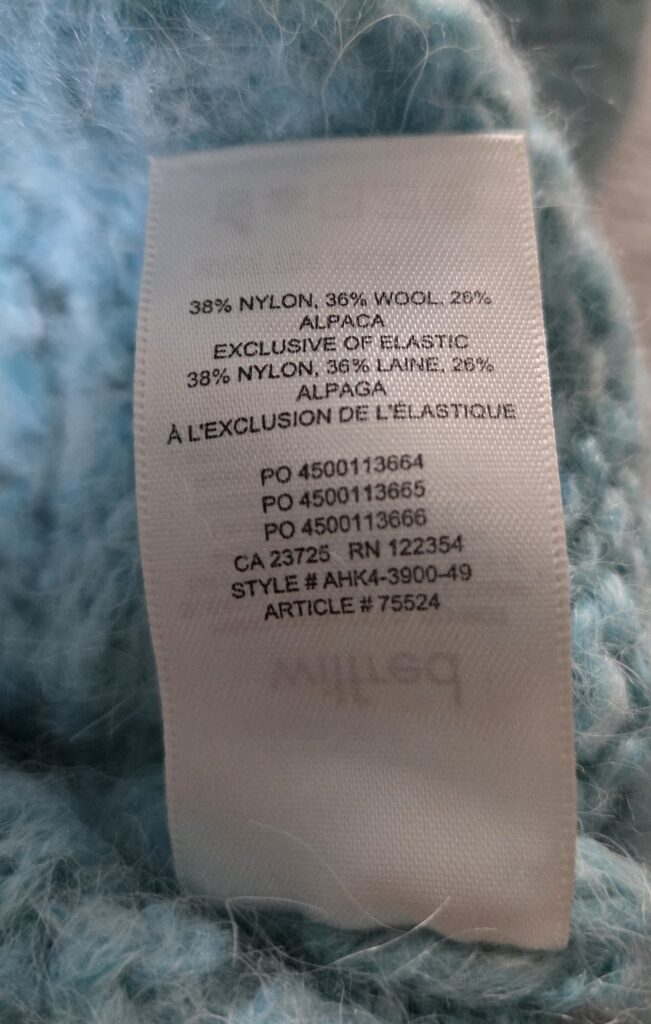 38% NYLON, 36% WOOL, 26%
ALPACA
EXCLUSIVE OF ELASTIC
38% NYLON, 36% LAINE, 26%
ALPAGA
À L'EXCLUSION DE L'ÉLASTIQUE
PO 4500113664
PO 4500113665
PO 4500113666
CA 23725 RN 122354
STYLE # AHK4-3900-49
ARTICLE # 75524
wilfred